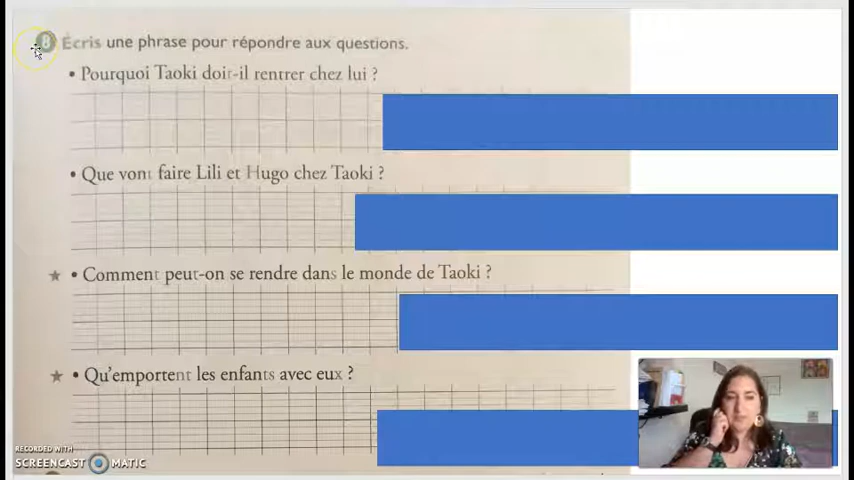 8 Écris une phrase pour répondre aux questions.
• Pourquoi Taoki doit-il rentrer chez lui ?
• Que vont faire Lili et Hugo chez Taoki ?
★ • Comment peut-on se rendre dans le monde de Taoki ?
★ • Qu'emportent les enfants avec eux ?
RECORDED WITH
SCREENCAST MATIC